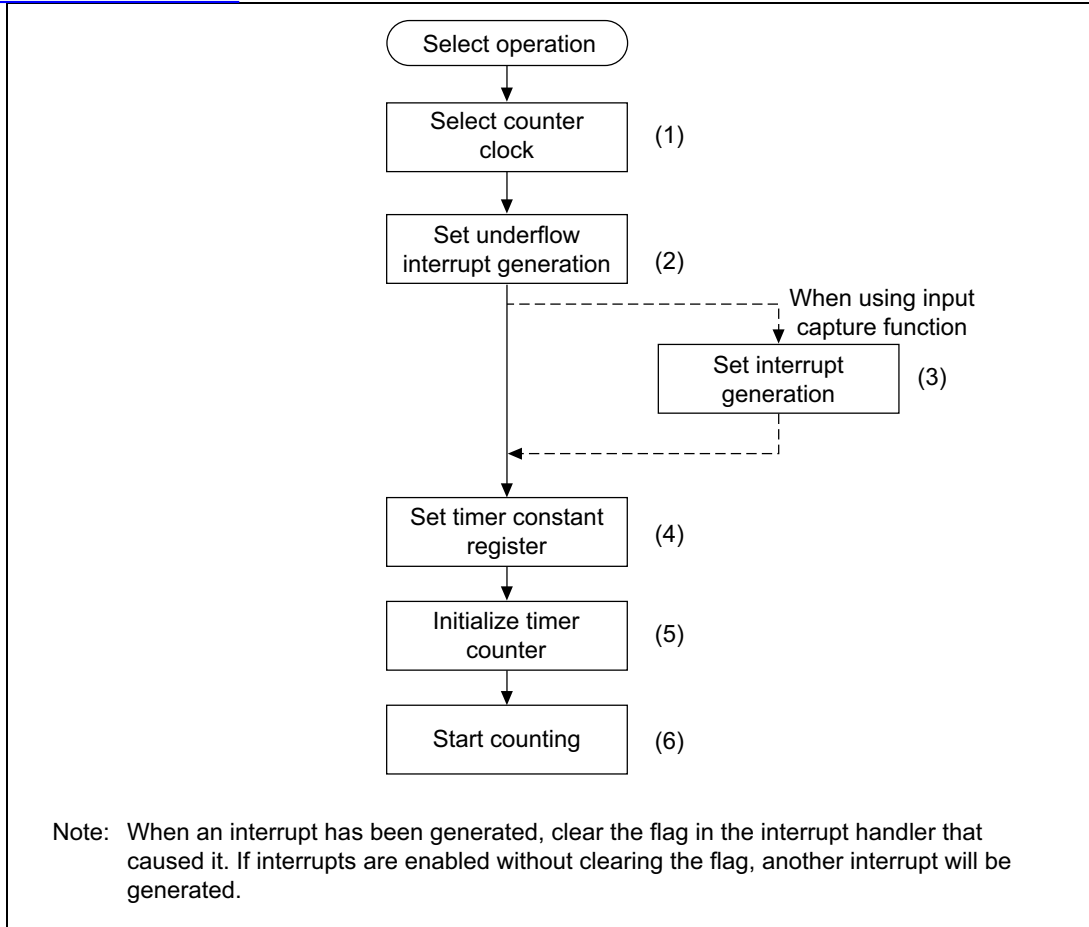 Select operation
Select counter
clock
(1)
Set underflow
interrupt generation
(2)
When using input
capture function
Set interrupt
generation
(3)
Set timer constant
register
(4)
Initialize timer
counter
(5)
Start counting
(6)
Note: When an interrupt has been generated, clear the flag in the interrupt handler that
caused it. If interrupts are enabled without clearing the flag, another interrupt will be
generated.